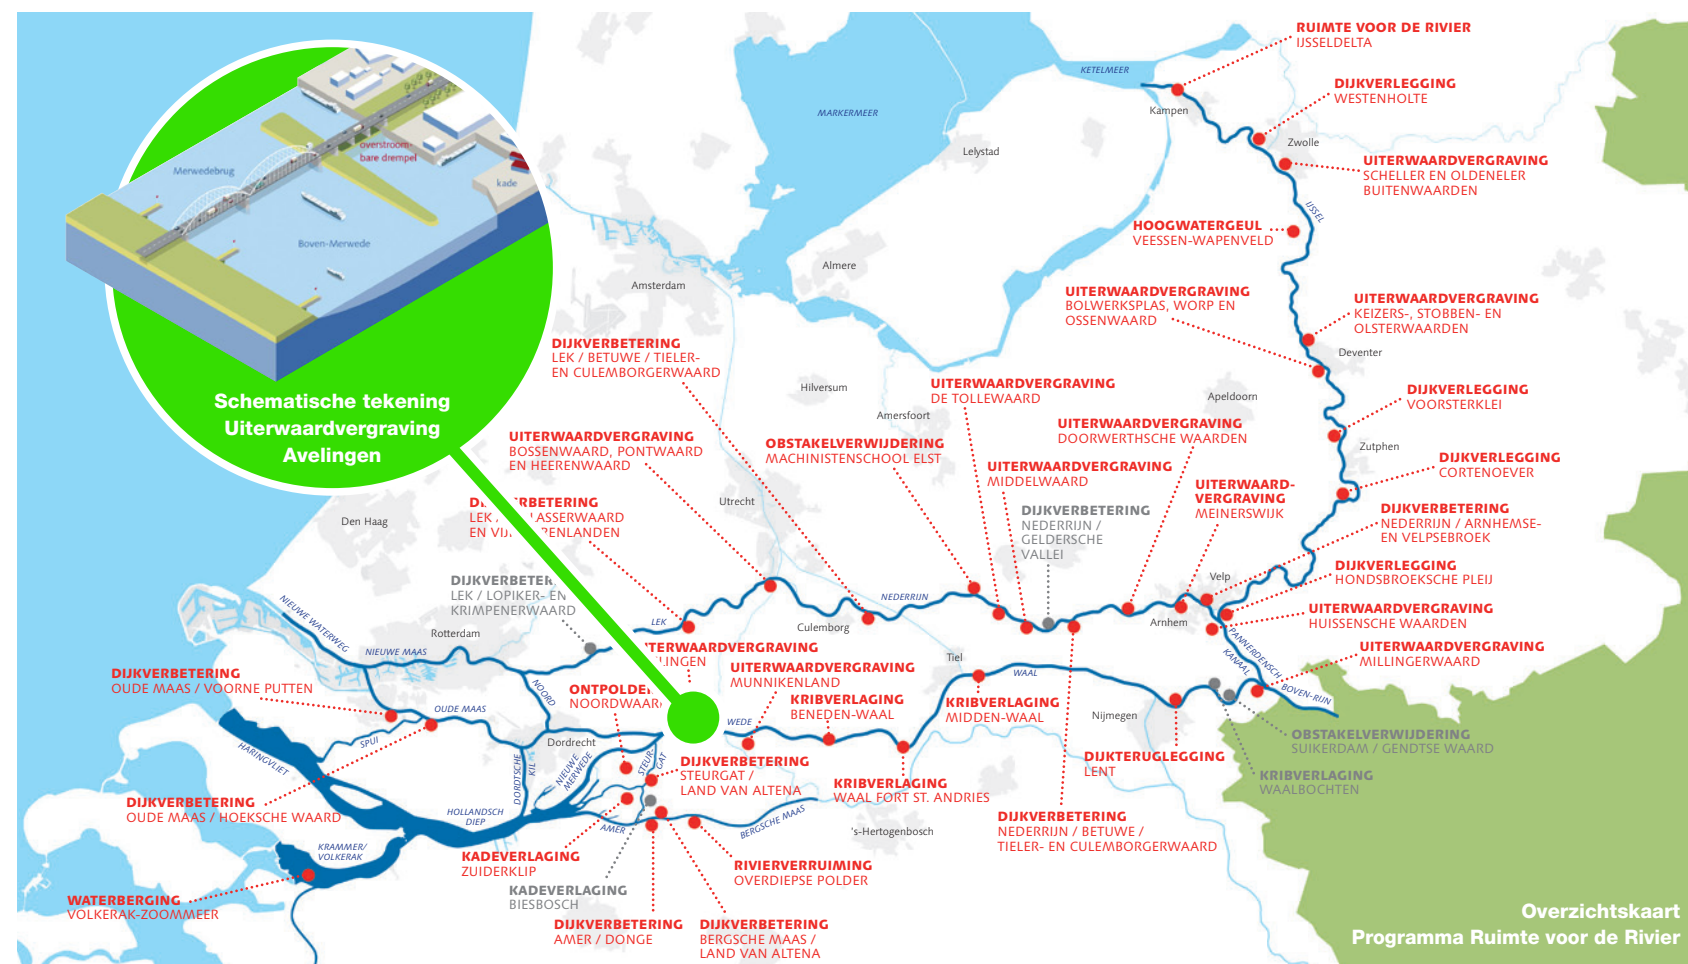 RUIMTE VOOR DE RIVIER
IJSSELDELTA
KETELMEER
Kampen
DIJKVERLEGGING
WESTENHOLTE
MARKERMEER
Lelystad
Zwolle
UITERWAARDVERGRAVING
SCHELLER EN OLDENELER
BUITENWAARDEN
overstroom-
bare drempel
Merwedebrug
kade
Boven-Merwede
IJSSEL
HOOGWATERGEUL
VEESSEN-WAPENVELD
Almere
Amsterdam
UITERWAARDVERGRAVING
BOLWERKSPLAS, WORP EN
OSSENWAARD
UITERWAARDVERGRAVING
KEIZERS-, STOBBEN- EN
OLSTERWAARDEN
Deventer
DIJKVERBETERING
LEK / BETUWE / TIELER-
EN CULEMBORGERWAARD
Hilversum
Amersfoort
UITERWAARDVERGRAVING
DE TOLLEWAARD
Apeldoorn
DIJKVERLEGGING
VOORSTERKLEI
Schematische tekening
Uiterwaardvergraving
Avelingen
UITERWAARDVERGRAVING
BOSSENWAARD, PONTWAARD
EN HEERENWAARD
OBSTAKELVERWIJDERING
MACHINISTENSCHOOL ELST
UITERWAARDVERGRAVING
DOORWERTHSCHE WAARDEN
Zutphen
UITERWAARDVERGRAVING
MIDDELWAARD
DIJKVERLEGGING
CORTENOEVER
UITERWAARD-
VERGRAVING
MEINERSWIJK
Utrecht
Den Haag
LEK /
EN
DIJKVERBETERING
NEDERRIJN /
GELDERSCHE
VALLEI
DIJKVERBETERING
NEDERRIJN / ARNHEMSE-
EN VELPSEBROEK
DIJKVERLEGGING
HONDSBROEKSCHE PLEIJ
Velp
LEK / LOPIKER- EN
KRIMPENERWAARD
NIEUWE WATERWEG
NEDERRIJN
UITERWAARDVERGRAVING
HUISSENSCHE WAARDEN
LEK
Culemborg
Arnhem
Rotterdam
NIEUWE MAAS
PANNERDENSCH
KANAAL
UITERWAARDVERGRAVING
MILLINGERWAARD
Tiel
WAAL
BOVEN-RIJN
UITERWAARDVERGRAVING
MUNNIKENLAND
DIJKVERBETERING
OUDE MAAS / VOORNE PUTTEN
NOORD
KRIBVERLAGING
BENEDEN-WAAL
KRIBVERLAGING
MIDDEN-WAAL
Nijmegen
OUDE MAAS
SPUI
HARINGVLIET
Dordrecht
DORDTSCHE
KIL
NIEUWE
MERWEDE
STEUR-
GAT
OBSTAKELVERWIJDERING
SUIKERDAM / GENDTSE WAARD
DIJKTERUGLEGGING
LENT
DIJKVERBETERING
STEURGAT /
LAND VAN ALTENA
KRIBVERLAGING
WAALBOCHTEN
KRIBVERLAGING
WAAL FORT ST. ANDRIES
DIJKVERBETERING
OUDE MAAS / HOEKSCHE WAARD
HOLLANDSCH
DIEP
AMER
BERGSCHE MAAS
's-Hertogenbosch
DIJKVERBETERING
NEDERRIJN / BETUWE /
TIELER- EN CULEMBORGERWAARD
KRAMMER/
VOLKERAK
KADEVERLAGING
ZUIDERKLIP
RIVIERVERRUIMING
OVERDIEPSE POLDER
KADEVERLAGING
BIESBOSCH
WATERBERGING
VOLKERAK-ZOOMMEER
DIJKVERBETERING
AMER / DONGE
DIJKVERBETERING
BERGSCHE MAAS /
LAND VAN ALTENA
Overzichtskaart
Programma Ruimte voor de Rivier